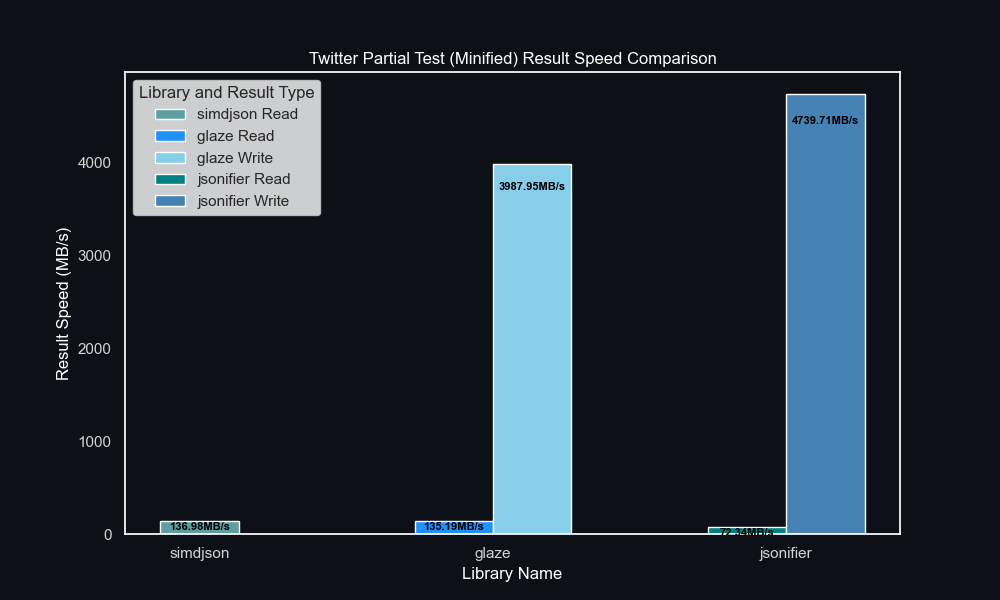 Twitter Partial Test (Minified) Result Speed Comparison
Library and Result Type
simdjson Read
glaze Read
glaze Write
jsonifier Read
jsonifier Write
Result Speed (MB/s)
4000
3000
2000
1000
0
136.98MB/s
135.19MB/s
3987.95MB/s
72.34MB/s
4739.71MB/s
simdjson
glaze
jsonifier
Library Name